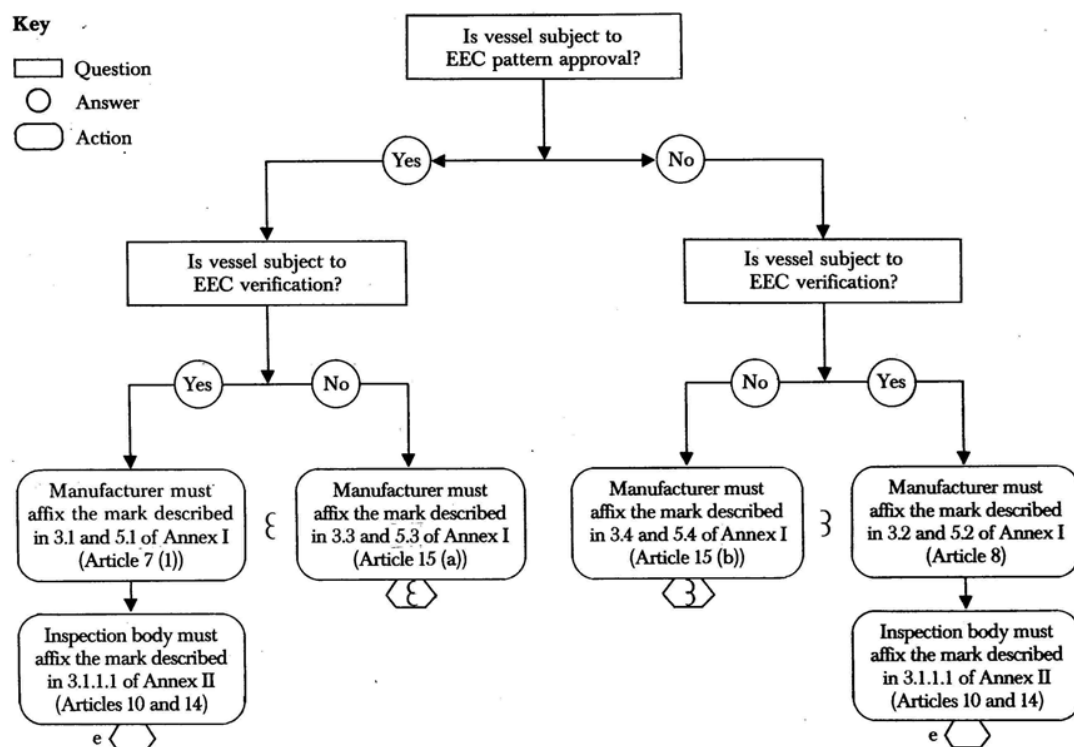 Key
Question
Answer
Action
Is vessel subject to
EEC pattern approval?
Yes
No
Is vessel subject to
EEC verification?
Is vessel subject to
EEC verification?
Yes
No
No
Yes
Manufacturer must
affix the mark described
in 3.1 and 5.1 of Annex I
(Article 7 (1))
Manufacturer must
affix the mark described
in 3.3 and 5.3 of Annex I
(Article 15 (a))
Manufacturer must
affix the mark described
in 3.4 and 5.4 of Annex I
(Article 15 (b))
Manufacturer must
affix the mark described
in 3.2 and 5.2 of Annex I
(Article 8)
Inspection body must
affix the mark described
in 3.1.1.1 of Annex II
(Articles 10 and 14)
Inspection body must
affix the mark described
in 3.1.1.1 of Annex II
(Articles 10 and 14)
e
e